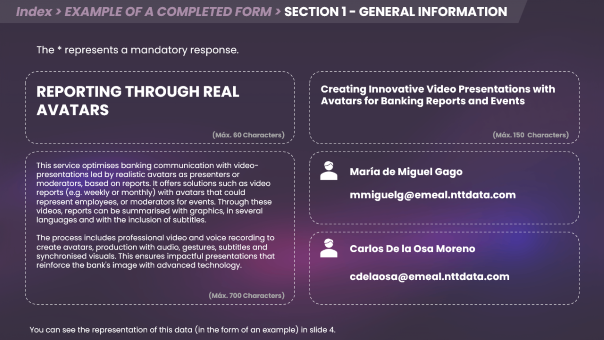 Index > EXAMPLE OF A COMPLETED FORM > SECTION 1 - GENERAL INFORMATION
The * represents a mandatory response.
REPORTING THROUGH REAL
AVATARS
(Máx. 60 Characters)
Creating Innovative Video Presentations with
Avatars for Banking Reports and Events
(Máx. 150 Characters)
This service optimises banking communication with video-
presentations led by realistic avatars as presenters or
moderators, based on reports. It offers solutions such as video
reports (e.g. weekly or monthly) with avatars that could
represent employees, or moderators for events. Through these
videos, reports can be summarised with graphics, in several
languages and with the inclusion of subtitles.
The process includes professional video and voice recording to
create avatars, production with audio, gestures, subtitles and
synchronised visuals. This ensures impactful presentations that
reinforce the bank's image with advanced technology.
(Máx. 700 Characters)
María de Miguel Gago
mmiguelg@emeal.nttdata.com
Carlos De la Osa Moreno
cdelaosa@emeal.nttdata.com
You can see the representation of this data (in the form of an example) in slide 4.